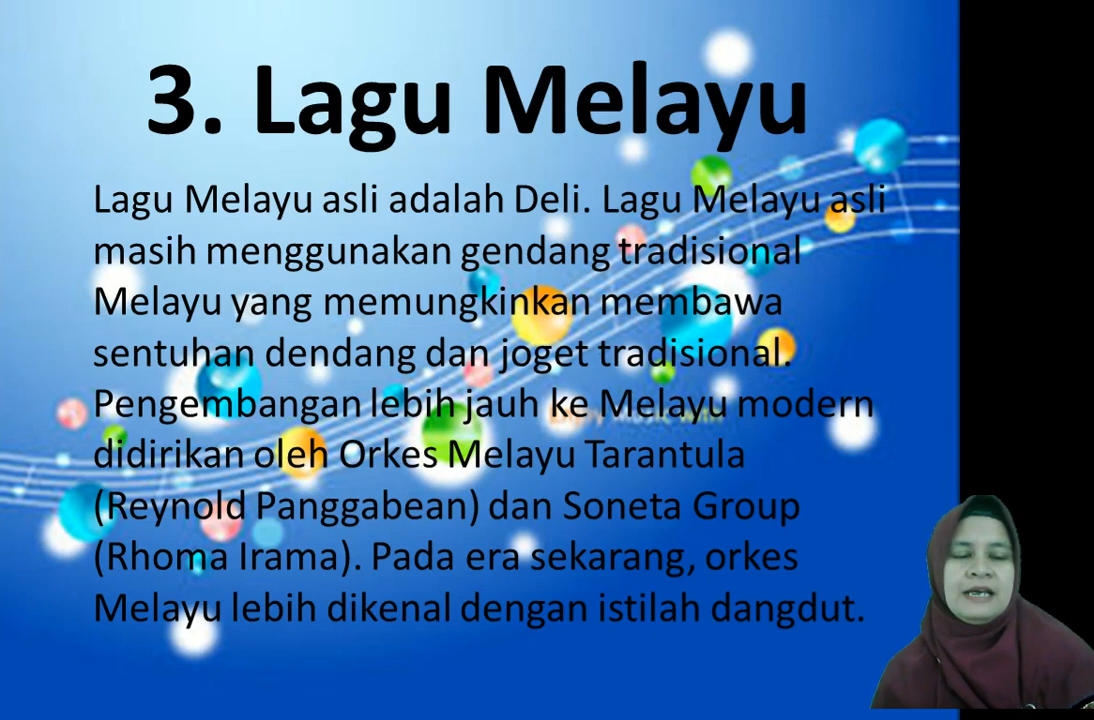 3. Lagu Melayu
Lagu Melayu asli adalah Deli. Lagu Melayu asli
masih menggunakan gendang tradisional
Melayu yang memungkinkan membawa
sentuhan dendang dan joget tradisional.
Pengembangan lebih jauh ke Melayu modern
didirikan oleh Orkes Melayu Tarantula
(Reynold Panggabean) dan Soneta Group
(Rhoma Irama). Pada era sekarang, orkes
Melayu lebih dikenal dengan istilah dangdut.